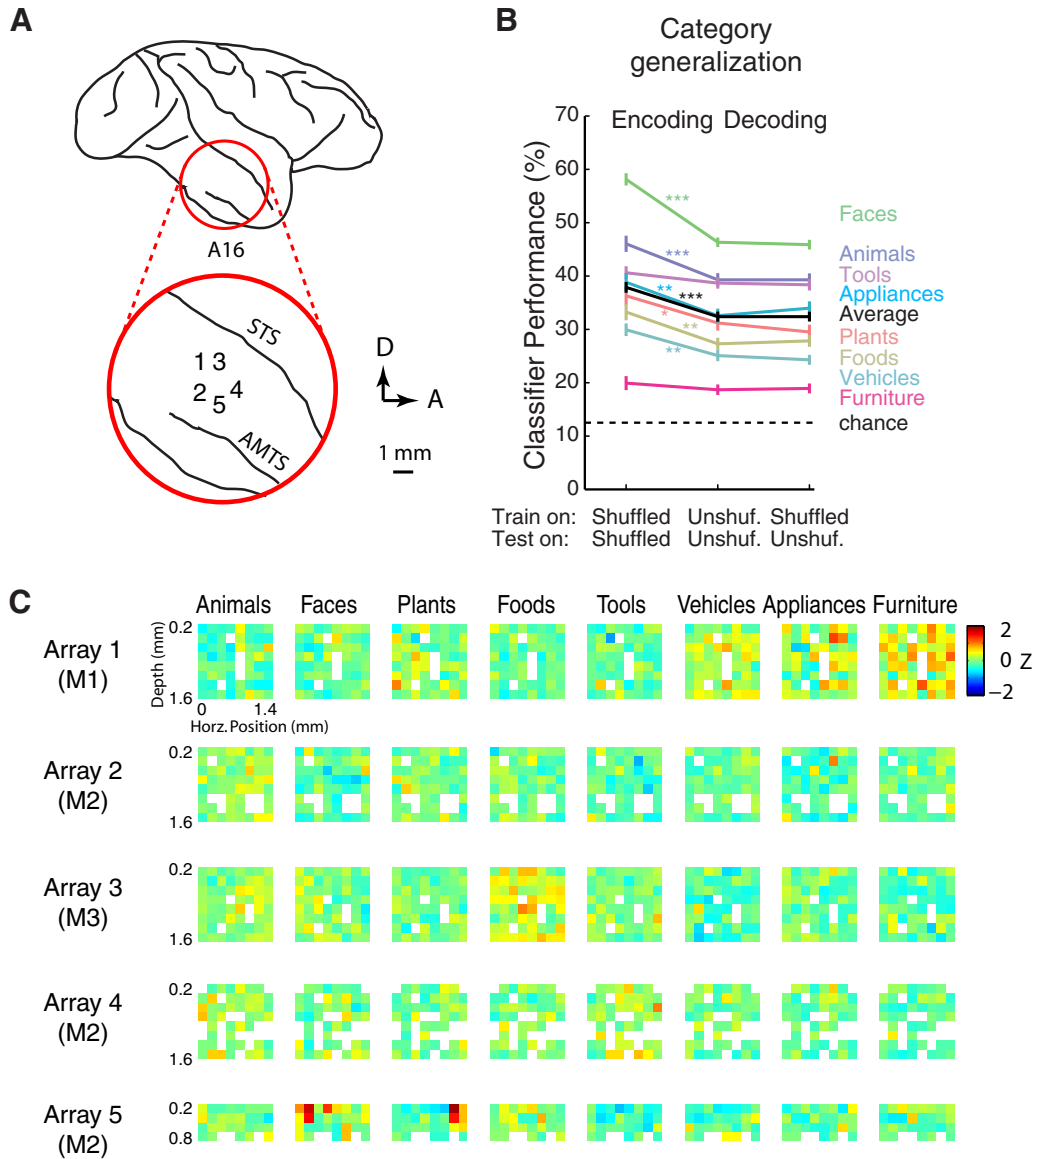 A
A16
STS
1 3
2 4
5
AMTS
D
A
1 mm
B
Category
generalization
Encoding Decoding
Classifier Performance (%)
70
60
50
40
30
20
10
0
***
***
**
***
*
**
**
Faces
Animals
Tools
Appliances
Average
Plants
Foods
Vehicles
Furniture
chance
Train on: Shuffled Unshuf. Shuffled
Test on: Shuffled Unshuf. Unshuf.
C
Animals Faces Plants Foods Tools Vehicles Appliances Furniture
Array 1
(M1)
Depth (mm)
0.2
1.6
0 1.4
Horz. Position (mm)
2
0
−2
Z
Array 2
(M2)
0.2
1.6
Array 3
(M3)
0.2
1.6
Array 4
(M2)
0.2
1.6
Array 5
(M2)
0.2
0.8